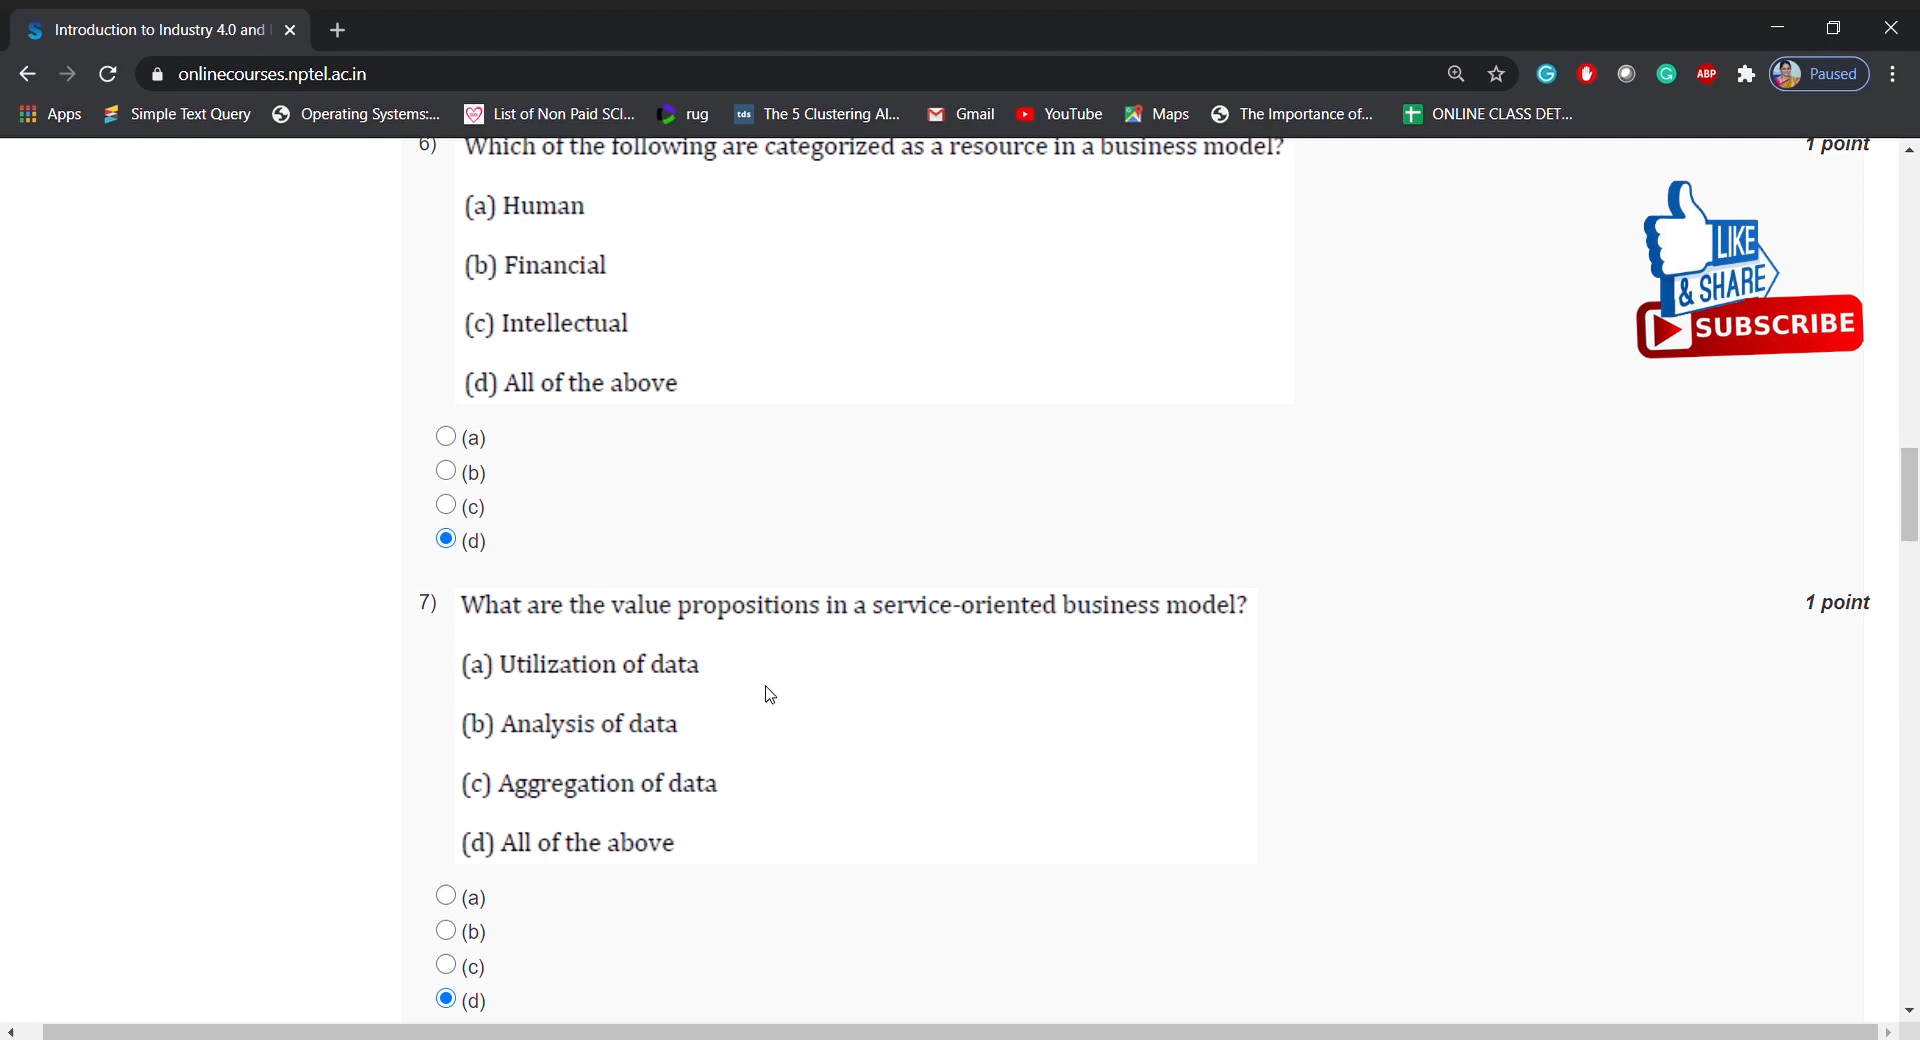 Introduction to Industry 4.0 and
onlinecourses.nptel.ac.in
Paused
Apps
Simple Text Query
Operating Systems:...
List of Non Paid SCI...
rug
tds
The 5 Clustering Al...
Gmail
YouTube
Maps
The Importance of...
ONLINE CLASS DET...
ABP
6) Which of the following are categorized as a resource in a business model?
1 point
(a) Human
(b) Financial
(c) Intellectual
(d) All of the above
LIKE
& SHARE
SUBSCRIBE
(a)
(b)
(c)
(d)
7) What are the value propositions in a service-oriented business model?
1 point
(a) Utilization of data
(b) Analysis of data
(c) Aggregation of data
(d) All of the above
(a)
(b)
(c)
(d)